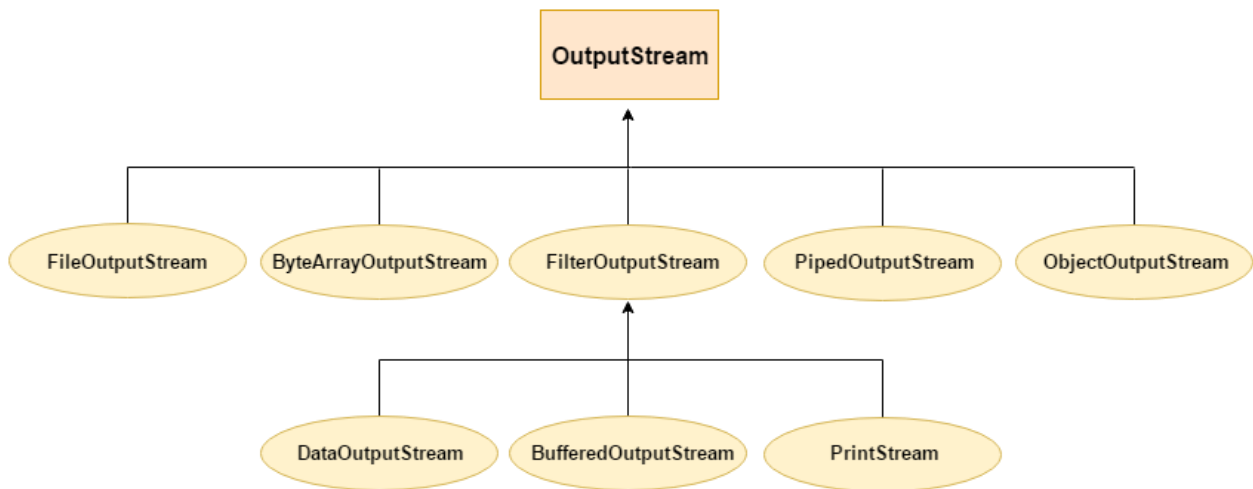 OutputStream
FileOutputStream
ByteArrayOutputStream
FilterOutputStream
PipedOutputStream
ObjectOutputStream
DataOutputStream
BufferedOutputStream
PrintStream